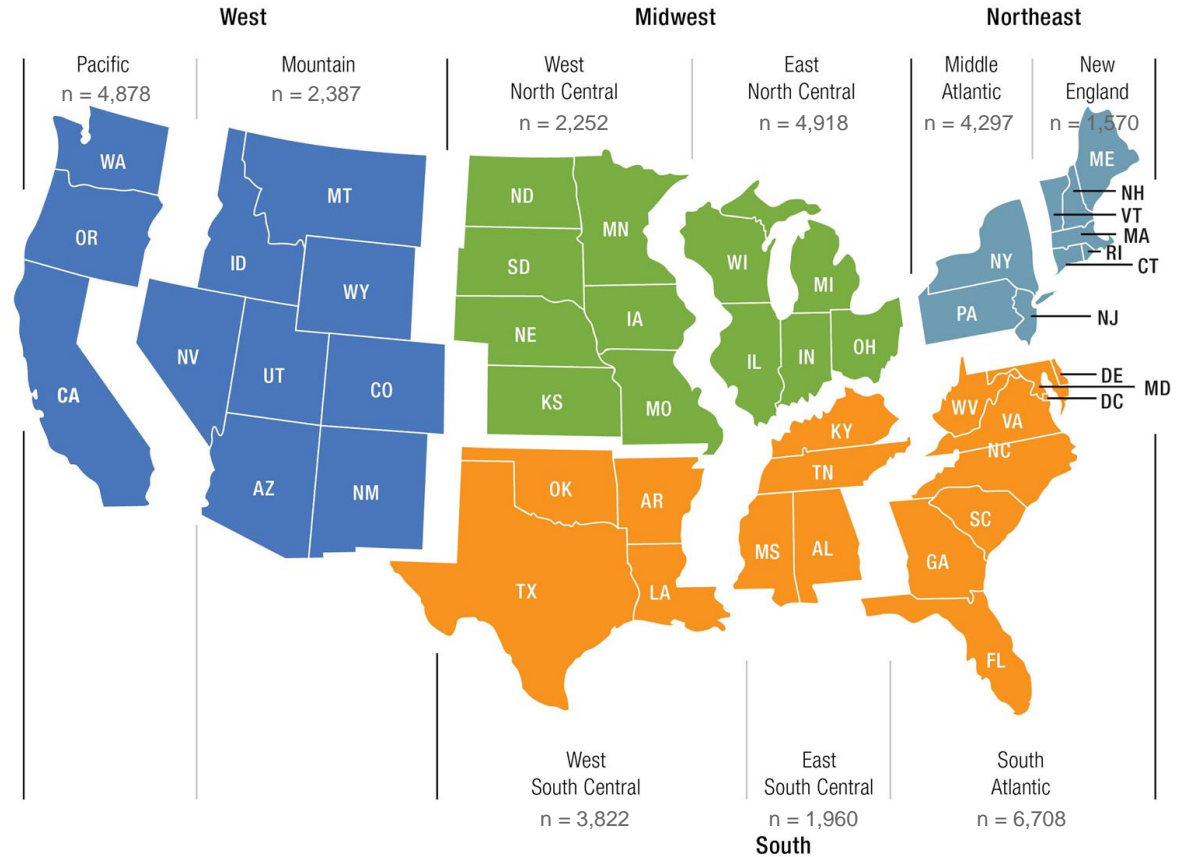 West
Midwest
Northeast
Pacific
n = 4,878
Mountain
n = 2,387
West
North Central
n = 2,252
East
North Central
n = 4,918
Middle
Atlantic
n = 4,297
New
England
n = 1,570
WA
OR
CA
MT
ID
WY
NV
UT
CO
AZ
NM
ND
MN
SD
NE
IA
KS
MO
WI
MI
IL
IN
OH
ME
NH
VT
MA
RI
CT
NY
PA
NJ
DE
MD
DC
WV
VA
NC
SC
GA
FL
KY
TN
MS
AL
OK
AR
TX
LA
West
South Central
n = 3,822
East
South Central
n = 1,960
South
Atlantic
n = 6,708
South